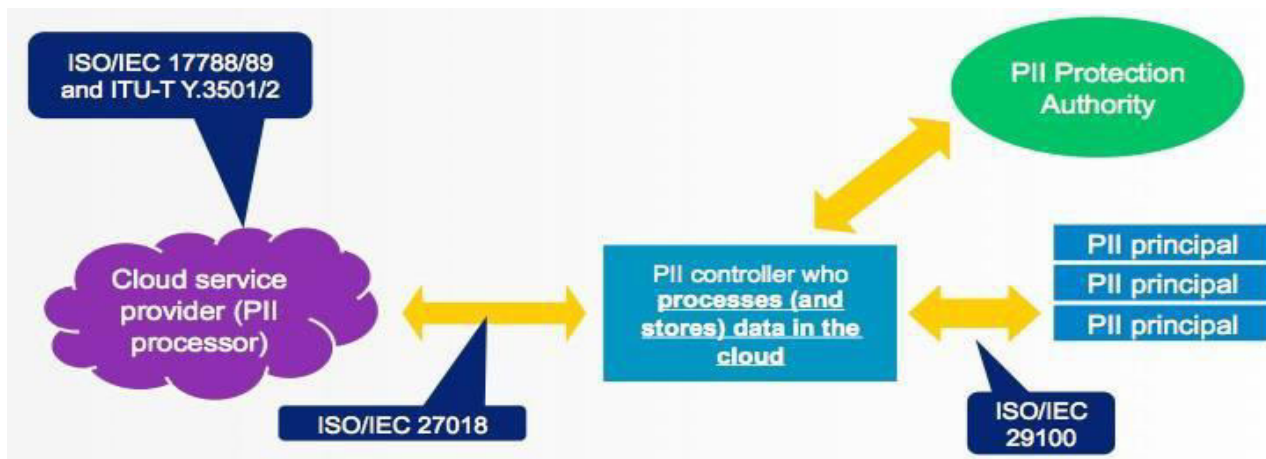 ISO/IEC 17788/89
and ITU-T Y.3501/2
PII Protection
Authority
Cloud service
provider (PII
processor)
PII controller who
processes (and
stores) data in the
cloud
PII principal
PII principal
PII principal
ISO/IEC 27018
ISO/IEC
29100